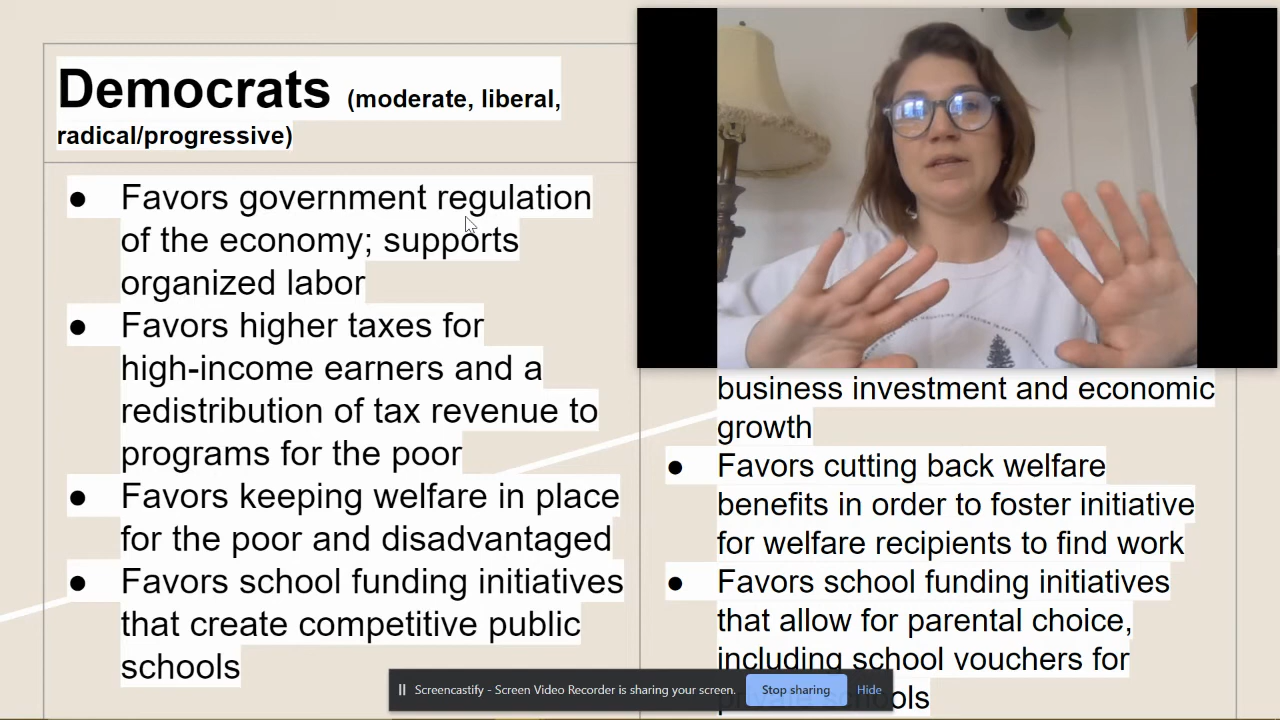 Democrats (moderate, liberal,
radical/progressive)
● Favors government regulation
of the economy; supports
organized labor
● Favors higher taxes for
high-income earners and a
redistribution of tax revenue to
programs for the poor
● Favors keeping welfare in place
for the poor and disadvantaged
● Favors school funding initiatives
that create competitive public
schools
business investment and economic
growth
● Favors cutting back welfare
benefits in order to foster initiative
for welfare recipients to find work
● Favors school funding initiatives
that allow for parental choice,
including school vouchers for
Screencastify - Screen Video Recorder is sharing your screen.
Stop sharing
Hide